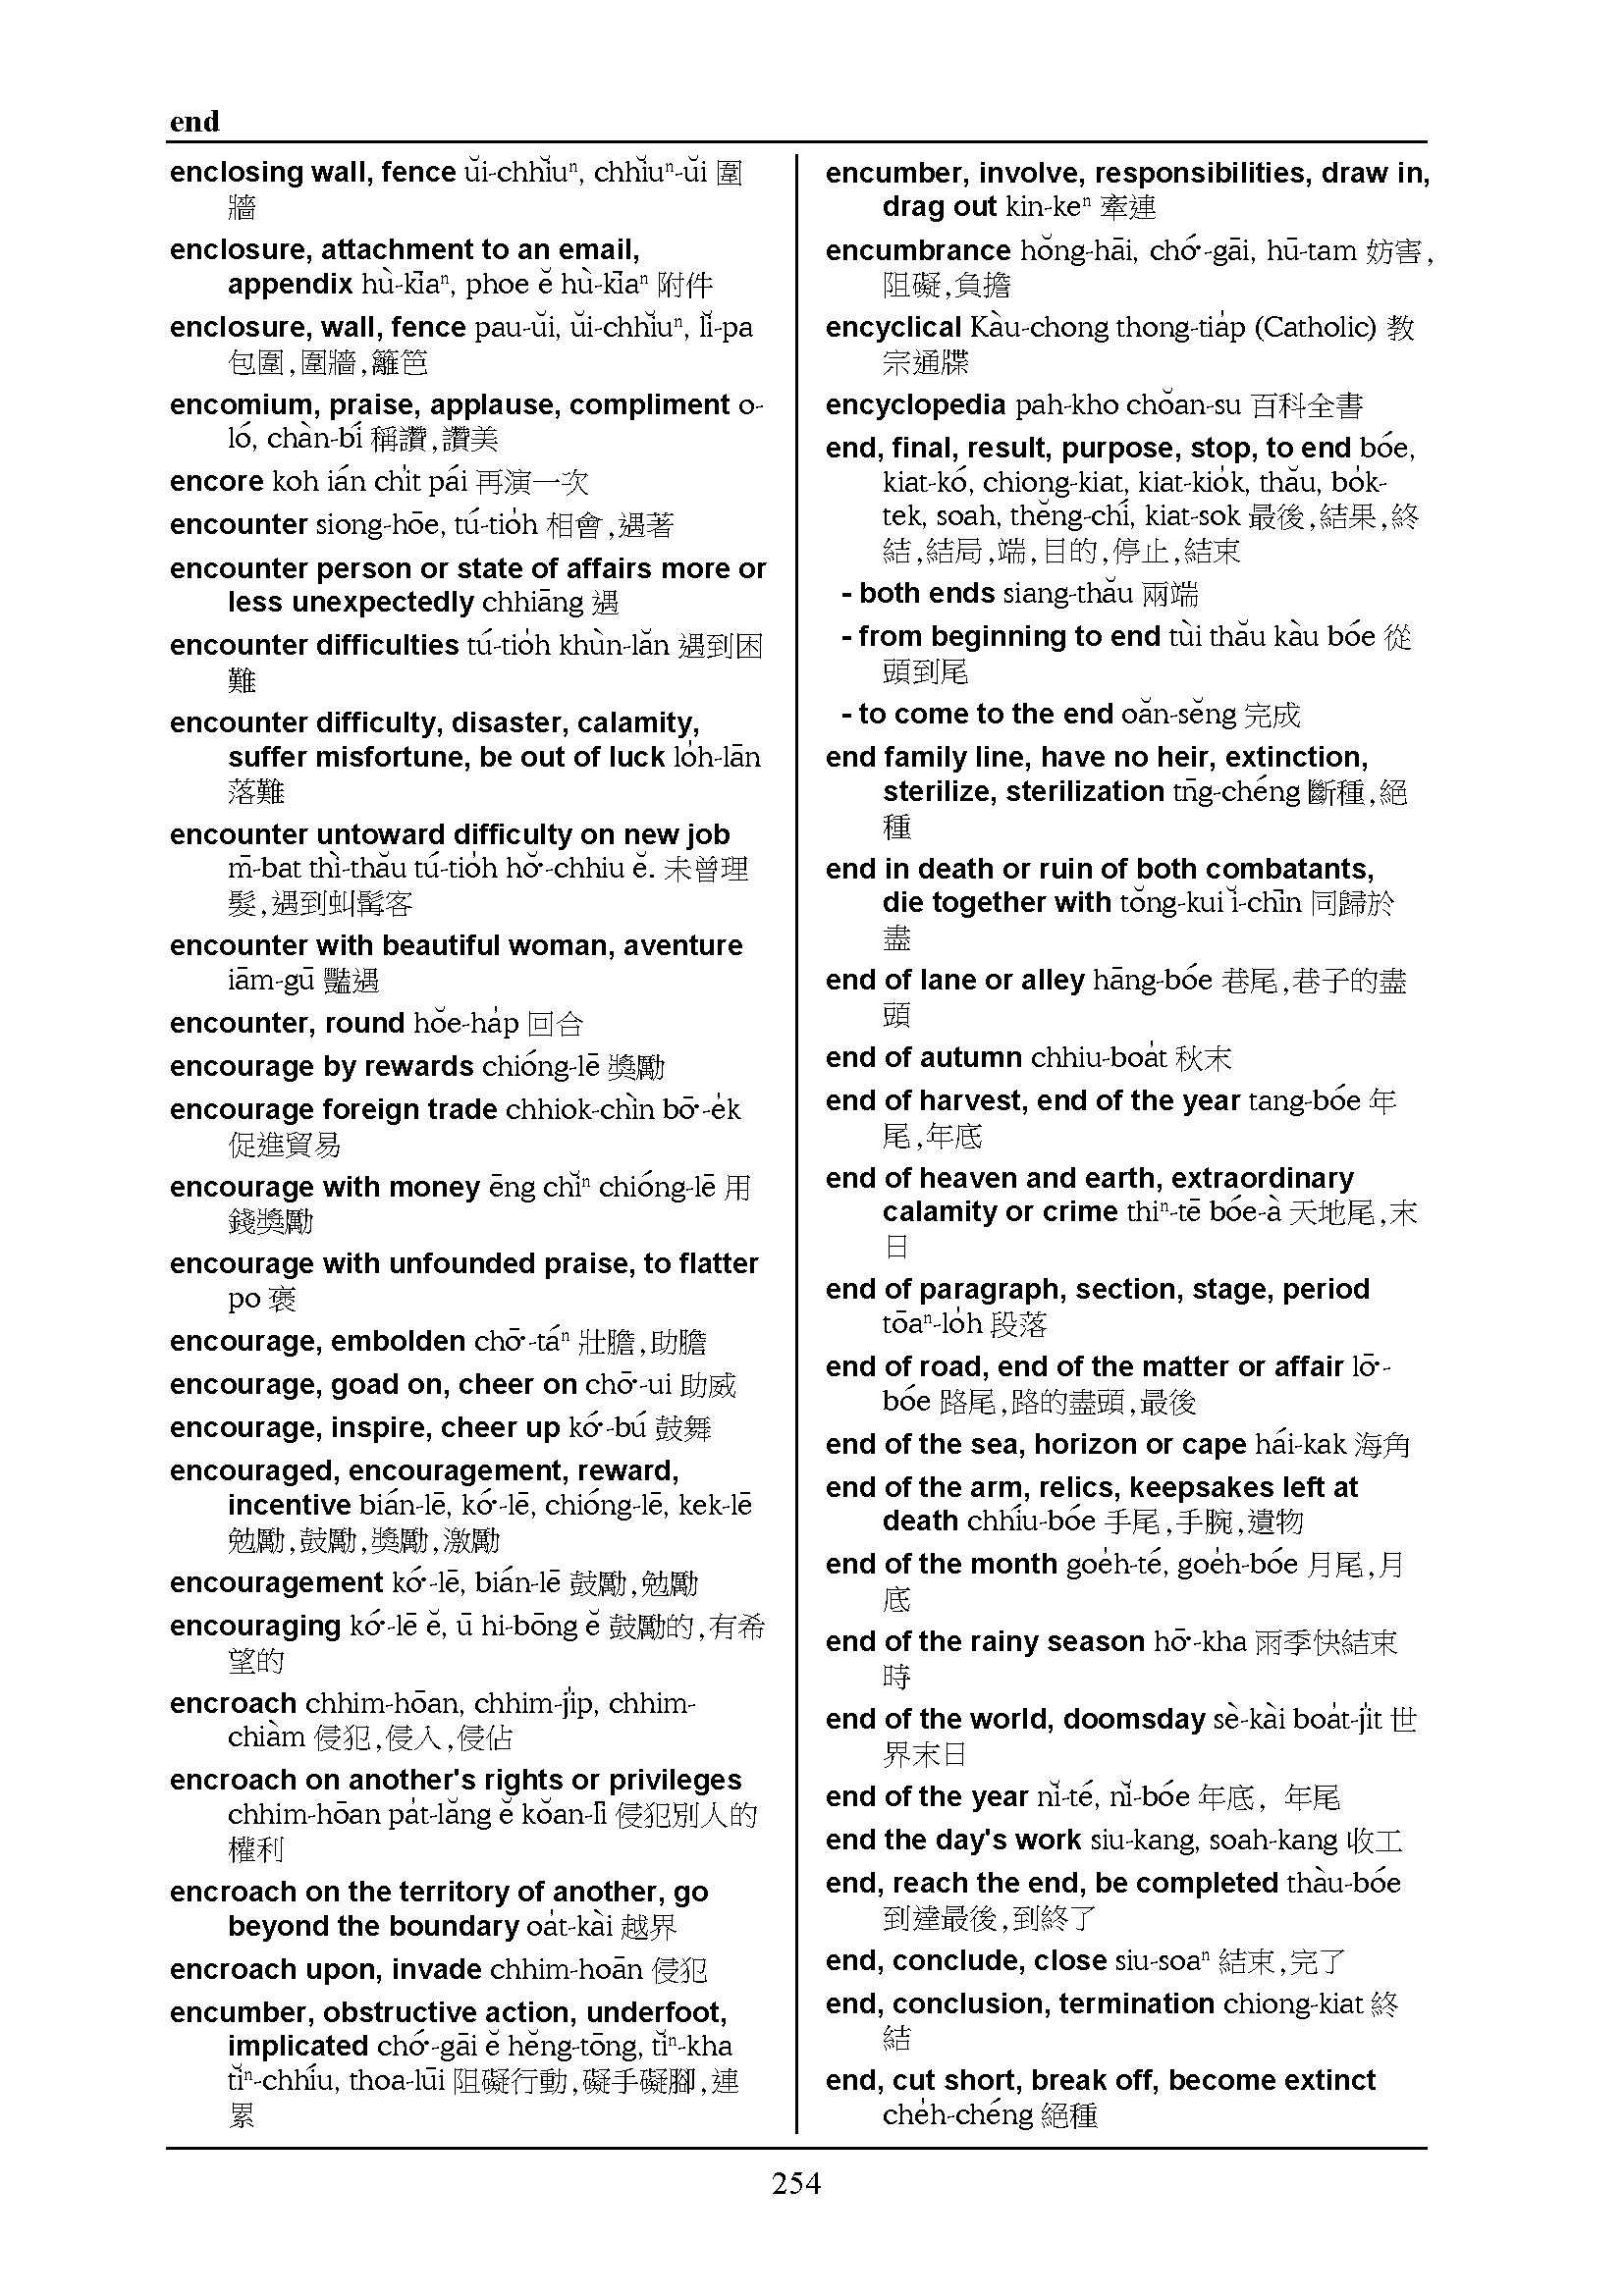 end
enclosing wall, fence ŭi-chhĭuⁿ, chhĭuⁿ-ŭi 圍
牆
enclosure, attachment to an email,
appendix hù-kīaⁿ, phoe ĕ hù-kīaⁿ 附件
enclosure, wall, fence pau-ŭi, ŭi-chhĭuⁿ, lĭ-pa
包圍,圍牆,籬笆
encomium, praise, applause, compliment o-
ló, chàn-bí 稱讚,讚美
encore koh ián chi̍t pái 再演一次
encounter siong-hōe, tú-tio̍h 相會,遇著
encounter person or state of affairs more or
less unexpectedly chhiāng 遇
encounter difficulties tú-tio̍h khùn-lăn 遇到困
難
encounter difficulty, disaster, calamity,
suffer misfortune, be out of luck lo̍h-lān
落難
encounter untoward difficulty on new job
m̄-bat thì-thău tú-tio̍h hŏ͘-chhiu ĕ. 未曾理
髮,遇到虯髯客
encounter with beautiful woman, aventure
iām-gū 豔遇
encounter, round hŏe-ha̍p 回合
encourage by rewards chióng-lē 獎勵
encourage foreign trade chhiok-chìn bō͘-e̍k
促進貿易
encourage with money ēng chĭⁿ chióng-lē 用
錢獎勵
encourage with unfounded praise, to flatter
po 褒
encourage, embolden chō͘-táⁿ 壯膽,助膽
encourage, goad on, cheer on chō͘-ui 助威
encourage, inspire, cheer up kó͘-bú 鼓舞
encouraged, encouragement, reward,
incentive bián-lē, kó͘-lē, chióng-lē, kek-lē
勉勵,鼓勵,獎勵,激勵
encouragement kó͘-lē, bián-lē 鼓勵,勉勵
encouraging kó͘-lē ĕ, ū hi-bōng ĕ 鼓勵的,有希
望的
encroach chhim-hōan, chhim-ji̍p, chhim-
chiàm 侵犯,侵入,侵佔
encroach on another's rights or privileges
chhim-hōan pa̍t-lăng ĕ kŏan-lī 侵犯別人的
權利
encroach on the territory of another, go
beyond the boundary oa̍t-kài 越界
encroach upon, invade chhim-hoān 侵犯
encumber, obstructive action, underfoot,
implicated chó͘-gāi ĕ hĕng-tōng, tĭⁿ-kha
tĭⁿ-chhíu, thoa-lūi 阻礙行動,礙手礙腳,連
累
encumber, involve, responsibilities, draw in,
drag out kin-keⁿ 牽連
encumbrance hŏng-hāi, chó͘-gāi, hū-tam 妨害,
阻礙,負擔
encyclical Kàu-chong thong-tia̍p (Catholic) 教
宗通牒
encyclopedia pah-kho chŏan-su 百科全書
end, final, result, purpose, stop, to end bóe,
kiat-kó, chiong-kiat, kiat-kio̍k, thău, bo̍k-
tek, soah, thĕng-chí, kiat-sok 最後,結果,終
結,結局,端,目的,停止,結束
- both ends siang-thău 兩端
- from beginning to end tùi thău kàu bóe 從
頭到尾
- to come to the end oăn-sĕng 完成
end family line, have no heir, extinction,
sterilize, sterilization tn̄g-chéng 斷種,絕
種
end in death or ruin of both combatants,
die together with tŏng-kui ĭ-chīn 同歸於
盡
end of lane or alley hāng-bóe 巷尾,巷子的盡
頭
end of autumn chhiu-boa̍t 秋末
end of harvest, end of the year tang-bóe 年
尾,年底
end of heaven and earth, extraordinary
calamity or crime thiⁿ-tē bóe-à 天地尾,末
日
end of paragraph, section, stage, period
tōaⁿ-lo̍h 段落
end of road, end of the matter or affair lō͘-
bóe 路尾,路的盡頭,最後
end of the sea, horizon or cape hái-kak 海角
end of the arm, relics, keepsakes left at
death chhíu-bóe 手尾,手腕,遺物
end of the month goe̍h-té, goe̍h-bóe 月尾,月
底
end of the rainy season hō͘-kha 雨季快結束
時
end of the world, doomsday sè-kài boa̍t-ji̍t 世
界末日
end of the year nĭ-té, nĭ-bóe 年底, 年尾
end the day's work siu-kang, soah-kang 收工
end, reach the end, be completed thàu-bóe
到達最後,到終了
end, conclude, close siu-soaⁿ 結束,完了
end, conclusion, termination chiong-kiat 終
結
end, cut short, break off, become extinct
che̍h-chéng 絕種
254